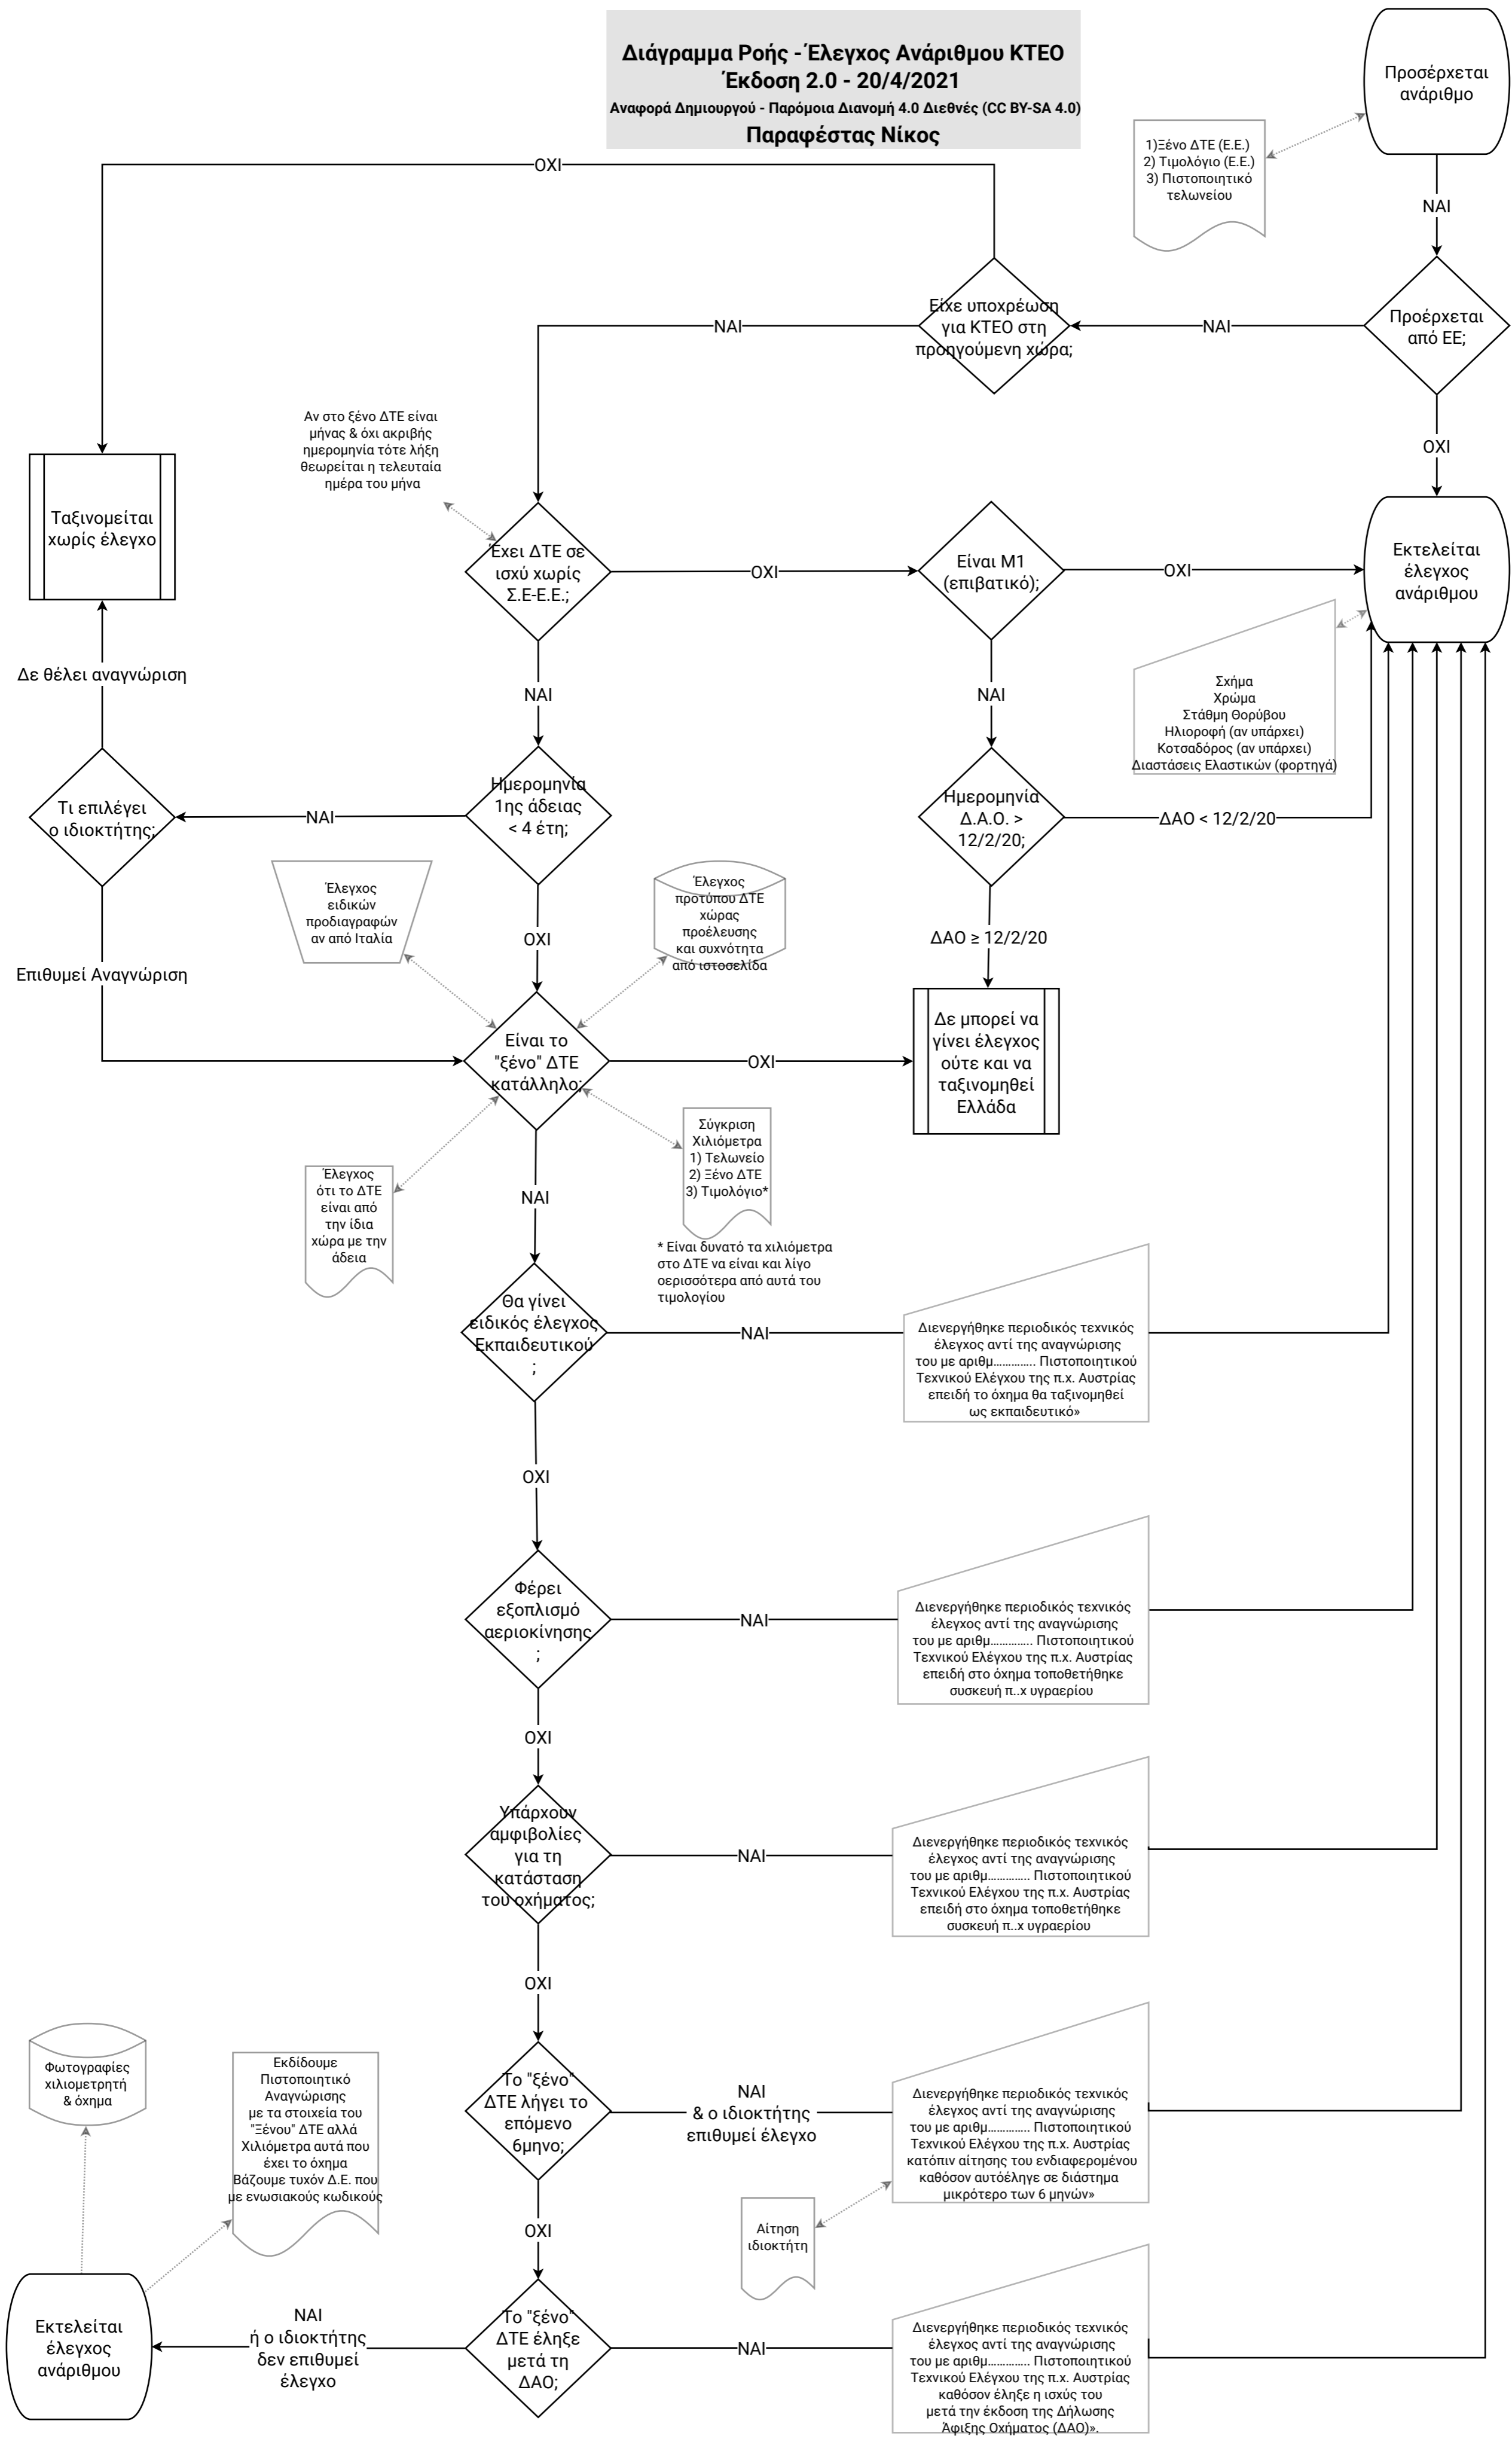 Διάγραμμα Ροής - Έλεγχος Ανάριθμου ΚΤΕΟ
Έκδοση 2.0 - 20/4/2021
Αναφορά Δημιουργού - Παρόμοια Διανομή 4.0 Διεθνές (CC BY-SA 4.0)
Παραφέστας Νίκος
Προσέρχεται
ανάριθμο
1)Ξένο ΔΤΕ (Ε.Ε.)
2) Τιμολόγιο (Ε.Ε.)
3) Πιστοποιητικό
τελωνείου
ΝΑΙ
Προέρχεται
από ΕΕ;
ΝΑΙ
Είχε υποχρέωση
για ΚΤΕΟ στη
προηγούμενη χώρα;
ΟΧΙ
ΝΑΙ
ΟΧΙ
Αν στο ξένο ΔΤΕ είναι
μήνας & όχι ακριβής
ημερομηνία τότε λήξη
θεωρείται η τελευταία
ημέρα του μήνα
Ταξινομείται
χωρίς έλεγχο
Έχει ΔΤΕ σε
ισχύ χωρίς
Σ.Ε-Ε.Ε.;
ΟΧΙ
Είναι Μ1
(επιβατικό);
ΟΧΙ
Εκτελείται
έλεγχος
ανάριθμου
Σχήμα
Χρώμα
Στάθμη Θορύβου
Ηλιοροφή (αν υπάρχει)
Κοτσαδόρος (αν υπάρχει)
Διαστάσεις Ελαστικών (φορτηγά)
Δε θέλει αναγνώριση
ΝΑΙ
ΝΑΙ
Τι επιλέγει
ο ιδιοκτήτης;
ΝΑΙ
Ημερομηνία
1ης άδειας
< 4 έτη;
Ημερομηνία
Δ.Α.Ο. >
12/2/20;
ΔΑΟ < 12/2/20
Έλεγχος
ειδικών
προδιαγραφών
αν από Ιταλία
Έλεγχος
προτύπου ΔΤΕ
χώρας
προέλευσης
και συχνότητα
από ιστοσελίδα
ΟΧΙ
ΔΑΟ ≥ 12/2/20
Επιθυμεί Αναγνώριση
Είναι το
"ξένο" ΔΤΕ
κατάλληλο;
ΟΧΙ
Δε μπορεί να
γίνει έλεγχος
ούτε και να
ταξινομηθεί
Ελλάδα
Έλεγχος
ότι το ΔΤΕ
είναι από
την ίδια
χώρα με την
άδεια
ΝΑΙ
Σύγκριση
Χιλιόμετρα
1) Τελωνείο
2) Ξένο ΔΤΕ
3) Τιμολόγιο*
* Είναι δυνατό τα χιλιόμετρα
στο ΔΤΕ να είναι και λίγο
οερισσότερα από αυτά του
τιμολογίου
Θα γίνει
ειδικός έλεγχος
Εκπαιδευτικού
;
ΝΑΙ
Διενεργήθηκε περιοδικός τεχνικός
έλεγχος αντί της αναγνώρισης
του με αριθμ………….. Πιστοποιητικού
Τεχνικού Ελέγχου της π.χ. Αυστρίας
επειδή το όχημα θα ταξινομηθεί
ως εκπαιδευτικό»
ΟΧΙ
Φέρει
εξοπλισμό
αεριοκίνησης
;
ΝΑΙ
Διενεργήθηκε περιοδικός τεχνικός
έλεγχος αντί της αναγνώρισης
του με αριθμ………….. Πιστοποιητικού
Τεχνικού Ελέγχου της π.χ. Αυστρίας
επειδή στο όχημα τοποθετήθηκε
συσκευή π..χ υγραερίου
ΟΧΙ
Υπάρχουν
αμφιβολίες
για τη
κατάσταση
του οχήματος;
ΝΑΙ
Διενεργήθηκε περιοδικός τεχνικός
έλεγχος αντί της αναγνώρισης
του με αριθμ………….. Πιστοποιητικού
Τεχνικού Ελέγχου της π.χ. Αυστρίας
επειδή στο όχημα τοποθετήθηκε
συσκευή π..χ υγραερίου
ΟΧΙ
Το "ξένο"
ΔΤΕ λήγει το
επόμενο
6μηνο;
ΝΑΙ
& ο ιδιοκτήτης
επιθυμεί έλεγχο
Διενεργήθηκε περιοδικός τεχνικός
έλεγχος αντί της αναγνώρισης
του με αριθμ………….. Πιστοποιητικού
Τεχνικού Ελέγχου της π.χ. Αυστρίας
κατόπιν αίτησης του ενδιαφερομένου
καθόσον αυτόέληγε σε διάστημα
μικρότερο των 6 μηνών»
Αίτηση
ιδιοκτήτη
Φωτογραφίες
χιλιομετρητή
& όχημα
Εκδίδουμε
Πιστοποιητικό
Αναγνώρισης
με τα στοιχεία του
"Ξένου" ΔΤΕ αλλά
Χιλιόμετρα αυτά που
έχει το όχημα
Βάζουμε τυχόν Δ.Ε. που
με ενωσιακούς κωδικούς
ΟΧΙ
Εκτελείται
έλεγχος
ανάριθμου
ΝΑΙ
ή ο ιδιοκτήτης
δεν επιθυμεί
έλεγχο
Το "ξένο"
ΔΤΕ έληξε
μετά τη
ΔΑΟ;
ΝΑΙ
Διενεργήθηκε περιοδικός τεχνικός
έλεγχος αντί της αναγνώρισης
του με αριθμ………….. Πιστοποιητικού
Τεχνικού Ελέγχου της π.χ. Αυστρίας
καθόσον έληξε η ισχύς του
μετά την έκδοση της Δήλωσης
Άφιξης Οχήματος (ΔΑΟ)».